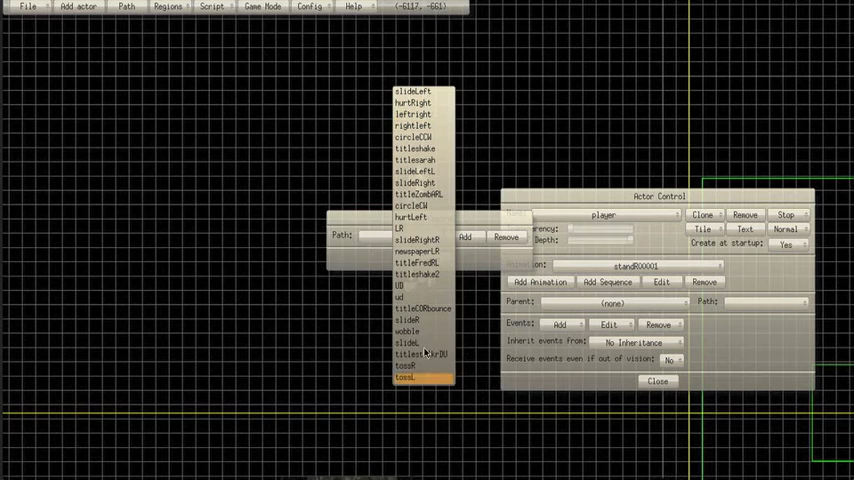 File Add actor Path Regions Script Game Mode Config Help (-6117, -661)
slideLeft
hurtRight
leftright
rightleft
circleCCW
titleshake
titlesarah
slideLeftL
slideRight
titleZombARL
circleCW
hurtLeft
LR
slideRightR
newspaperLR
titleFredRL
titleshake2
UD
ud
titleCORbounce
slideR
wobble
slideL
tossR
tossL
Path: Add Remove
Actor Control
player Clone Remove Stop
Tile Text Normal
Depth: Create at startup: Yes
standR00001
Add Animation Add Sequence Edit Remove
Parent: (none) Path:
Events: Add Edit Remove
Inherit events from: No Inheritance
Receive events even if out of vision: No
Close